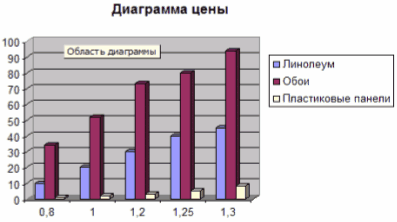 Диаграмма цены
100
90
80
70
60
50
40
30
20
10
0
Область диаграммы
Линолеум
Обои
Пластиковые панели
0,8 1 1,2 1,25 1,3